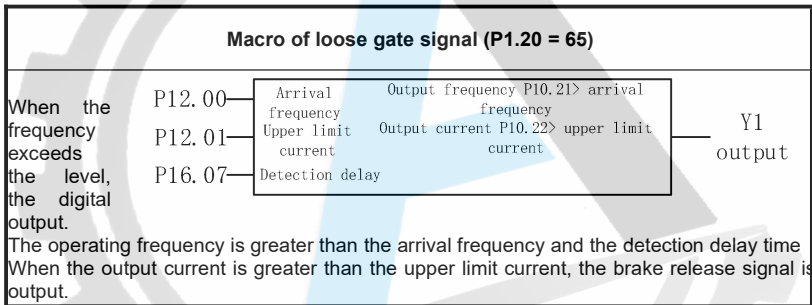 Macro of loose gate signal (P1.20 = 65)
When the
frequency
exceeds
the level,
the digital
output.
P12.00
P12.01
P16.07
Arrival
frequency
Upper limit
current
Detection delay
Output frequency P10.21> arrival
frequency
Output current P10.22> upper limit
current
Y1
output
The operating frequency is greater than the arrival frequency and the detection delay time
When the output current is greater than the upper limit current, the brake release signal is
output.